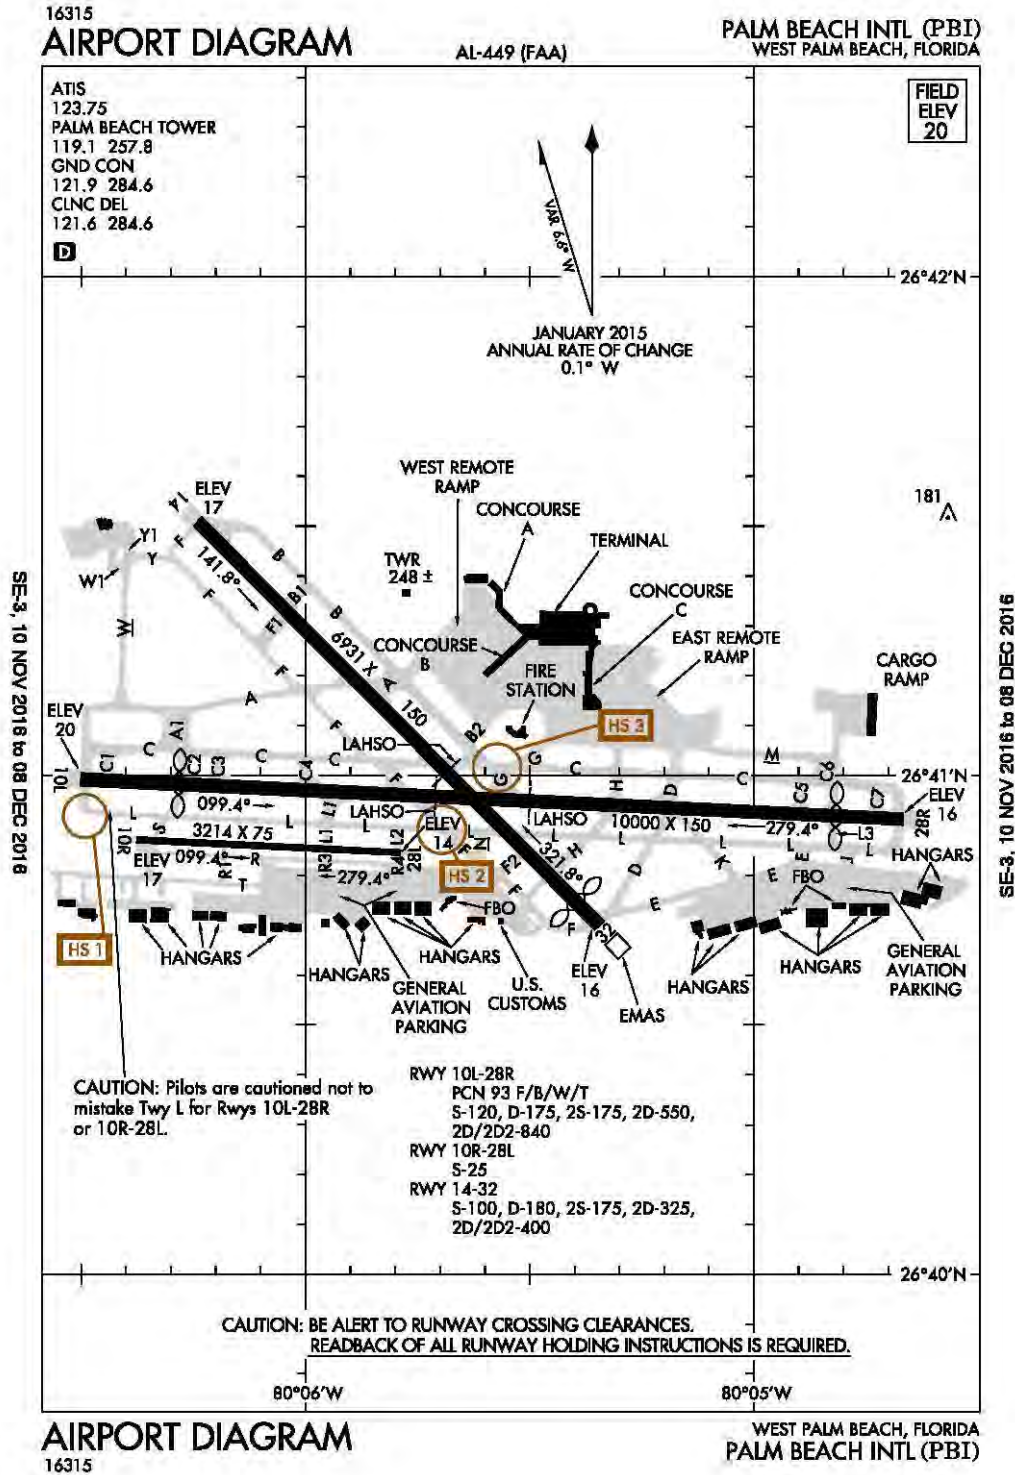 16315
AIRPORT DIAGRAM
AL-449 (FAA)
PALM BEACH INTL (PBI)
WEST PALM BEACH, FLORIDA
ATIS
123.75
PALM BEACH TOWER
119.1 257.8
GND CON
121.9 284.6
CLNC DEL
121.6 284.6
D
FIELD
ELEV
20
VAR 6.6° W
26°42'N
JANUARY 2015
ANNUAL RATE OF CHANGE
0.1° W
WEST REMOTE
RAMP
CONCOURSE
A
TERMINAL
181
ELEV
17
14
TWR
248 ±
CONCOURSE
C
Y1
Y
W1
W
F
B
141.8°
B1
B
F
F1
F
6931 X 150
A
CONCOURSE
B
FIRE
STATION
EAST REMOTE
RAMP
CARGO
RAMP
A
ELEV
20
HS 3
B2
LAHSO
A1
C
C1
C2
C3
C
C4
C
F
F
G
G
C
H
D
C
M
C5
C6
C7
26°41'N
10L
099.4°
LAHSO
LAHSO
10000 X 150
279.4°
28R
ELEV
16
L
10R
S
3214 X 75
L
L1
L1
L
L2
28L
ELEV
14
HS 2
ELEV
17
099.4°
R1
R
T
R3
279.4°
R4
F
N
F2
F
H
321.8°
L
D
L
K
L
E
E
J
L3
L
HANGARS
FBO
FBO
E
F
32
HS 1
HANGARS
HANGARS
HANGARS
GENERAL
AVIATION
PARKING
U.S.
CUSTOMS
ELEV
16
EMAS
HANGARS
HANGARS
GENERAL
AVIATION
PARKING
CAUTION: Pilots are cautioned not to
mistake Twy L for Rwys 10L-28R
or 10R-28L.
RWY 10L-28R
PCN 93 F/B/W/T
S-120, D-175, 2S-175, 2D-550,
2D/2D2-840
RWY 10R-28L
S-25
RWY 14-32
S-100, D-180, 2S-175, 2D-325,
2D/2D2-400
26°40'N
CAUTION: BE ALERT TO RUNWAY CROSSING CLEARANCES.
READBACK OF ALL RUNWAY HOLDING INSTRUCTIONS IS REQUIRED.
80°06'W
80°05'W
SE-3, 10 NOV 2016 to 08 DEC 2016
SE-3, 10 NOV 2016 to 08 DEC 2016
AIRPORT DIAGRAM
16315
WEST PALM BEACH, FLORIDA
PALM BEACH INTL (PBI)